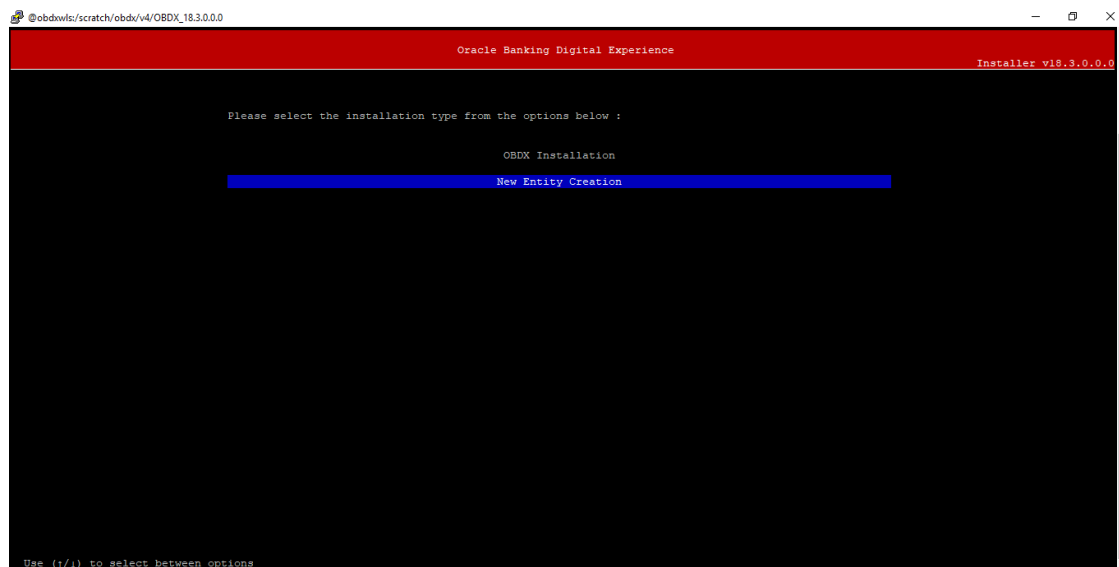 @obdxwls:/scratch/obdx/v4/OBDX_18.3.0.0.0
Oracle Banking Digital Experience
Installer v18.3.0.0.0
Please select the installation type from the options below :
OBDX Installation
New Entity Creation
Use (↑/↓) to select between options